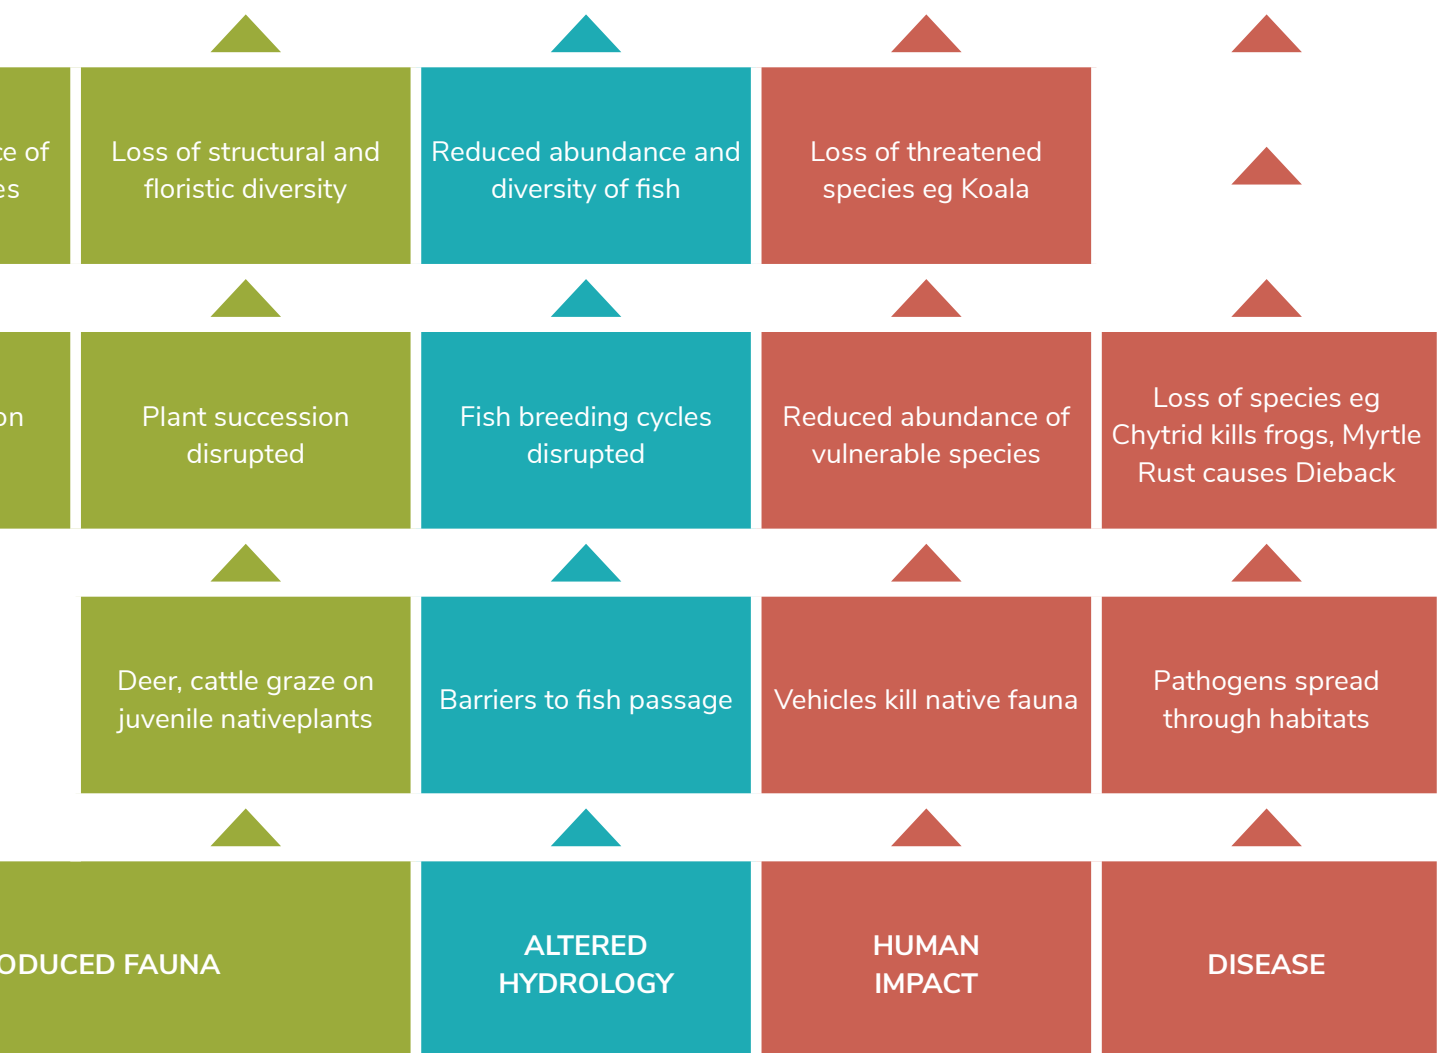 Loss of structural and
floristic diversity
Reduced abundance and
diversity of fish
Loss of threatened
species eg Koala
of
Plant succession
disrupted
Fish breeding cycles
disrupted
Reduced abundance of
vulnerable species
Loss of species eg
Chytrid kills frogs, Myrtle
Rust causes Dieback
Deer, cattle graze on
juvenile nativeplants
Barriers to fish passage
Vehicles kill native fauna
Pathogens spread
through habitats
ODUCED FAUNA
ALTERED
HYDROLOGY
HUMAN
IMPACT
DISEASE